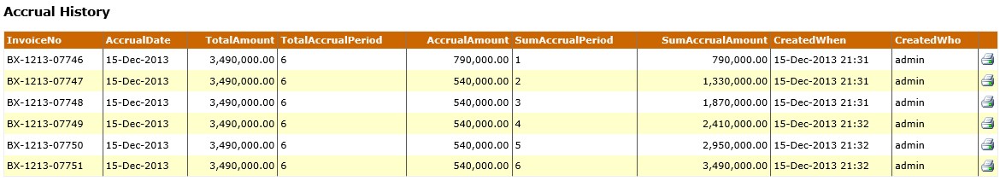 Accrual History
InvoiceNo AccrualDate TotalAmount TotalAccrualPeriod AccrualAmount SumAccrualPeriod SumAccrualAmount CreatedWhen CreatedWho
BX-1213-07746 15-Dec-2013 3,490,000.00 6 790,000.00 1 790,000.00 15-Dec-2013 21:31 admin
BX-1213-07747 15-Dec-2013 3,490,000.00 6 540,000.00 2 1,330,000.00 15-Dec-2013 21:31 admin
BX-1213-07748 15-Dec-2013 3,490,000.00 6 540,000.00 3 1,870,000.00 15-Dec-2013 21:31 admin
BX-1213-07749 15-Dec-2013 3,490,000.00 6 540,000.00 4 2,410,000.00 15-Dec-2013 21:32 admin
BX-1213-07750 15-Dec-2013 3,490,000.00 6 540,000.00 5 2,950,000.00 15-Dec-2013 21:32 admin
BX-1213-07751 15-Dec-2013 3,490,000.00 6 540,000.00 6 3,490,000.00 15-Dec-2013 21:32 admin